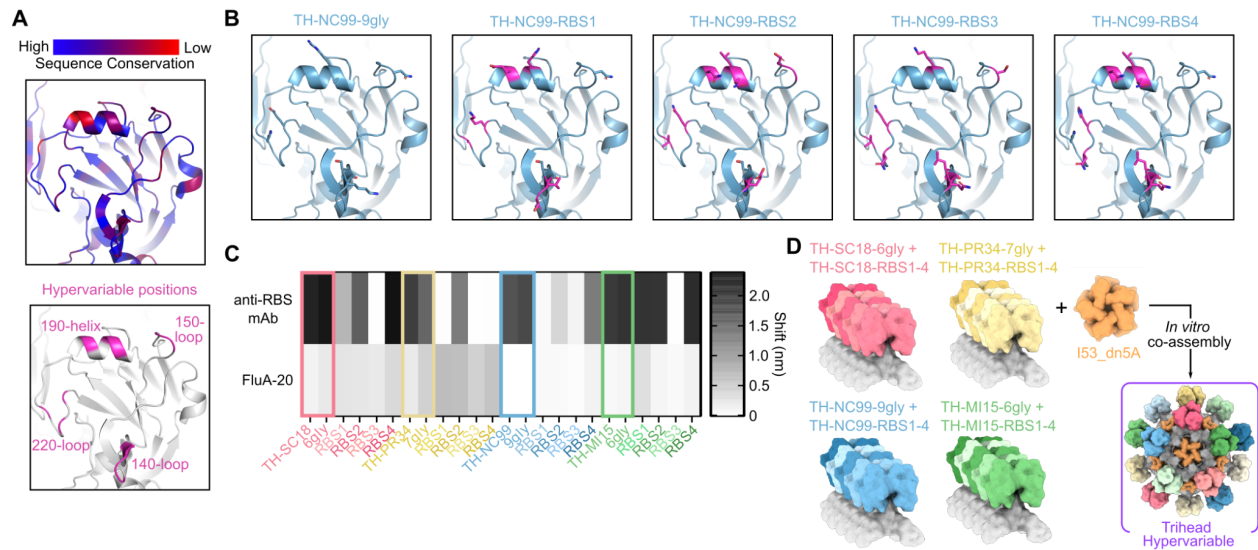 A
High
Low
Sequence Conservation
Hypervariable positions
190-helix
150-
loop
220-loop
140-loop
B
TH-NC99-9gly
TH-NC99-RBS1
TH-NC99-RBS2
TH-NC99-RBS3
TH-NC99-RBS4
C
anti-RBS
mAb
FluA-20
2.0
1.5
1.0
0.5
0
Shift (nm)
TH-SC18
6gly
RBS1
RBS2
RBS3
RBS4
TH-PR34
7gly
RBS1
RBS2
RBS3
RBS4
TH-NC99
9gly
RBS1
RBS2
RBS3
RBS4
TH-MI15
6gly
RBS1
RBS2
RBS3
RBS4
D
TH-SC18-6gly +
TH-SC18-RBS1-4
TH-PR34-7gly +
TH-PR34-RBS1-4
+
I53_dn5A
In vitro
co-assembly
TH-NC99-9gly +
TH-NC99-RBS1-4
TH-MI15-6gly +
TH-MI15-RBS1-4
Trihead
Hypervariable